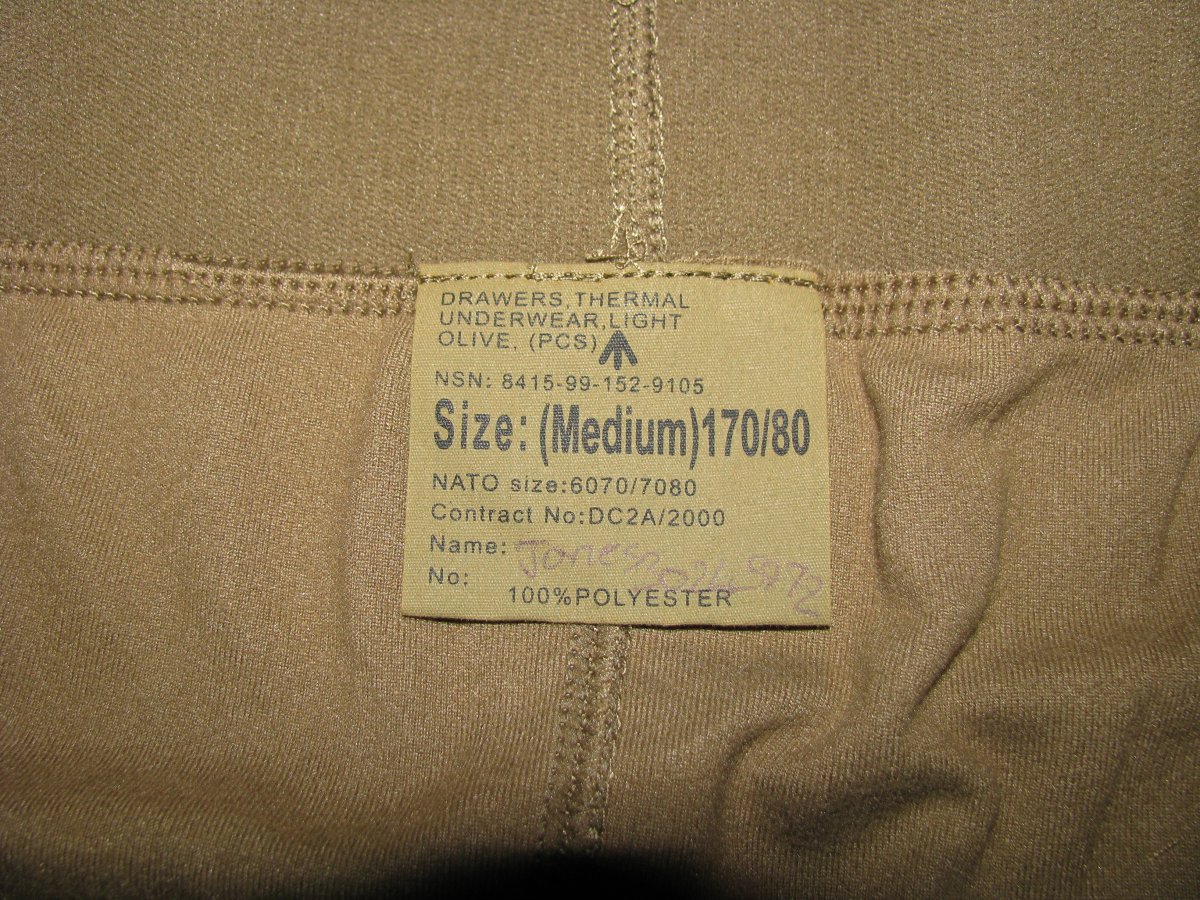 DRAWERS, THERMAL
UNDERWEAR, LIGHT
OLIVE, (PCS)
NSN: 8415-99-152-9105
Size: (Medium)170/80
NATO size:6070/7080
Contract No:DC2A/2000
Name: Jones
No:
100%POLYESTER